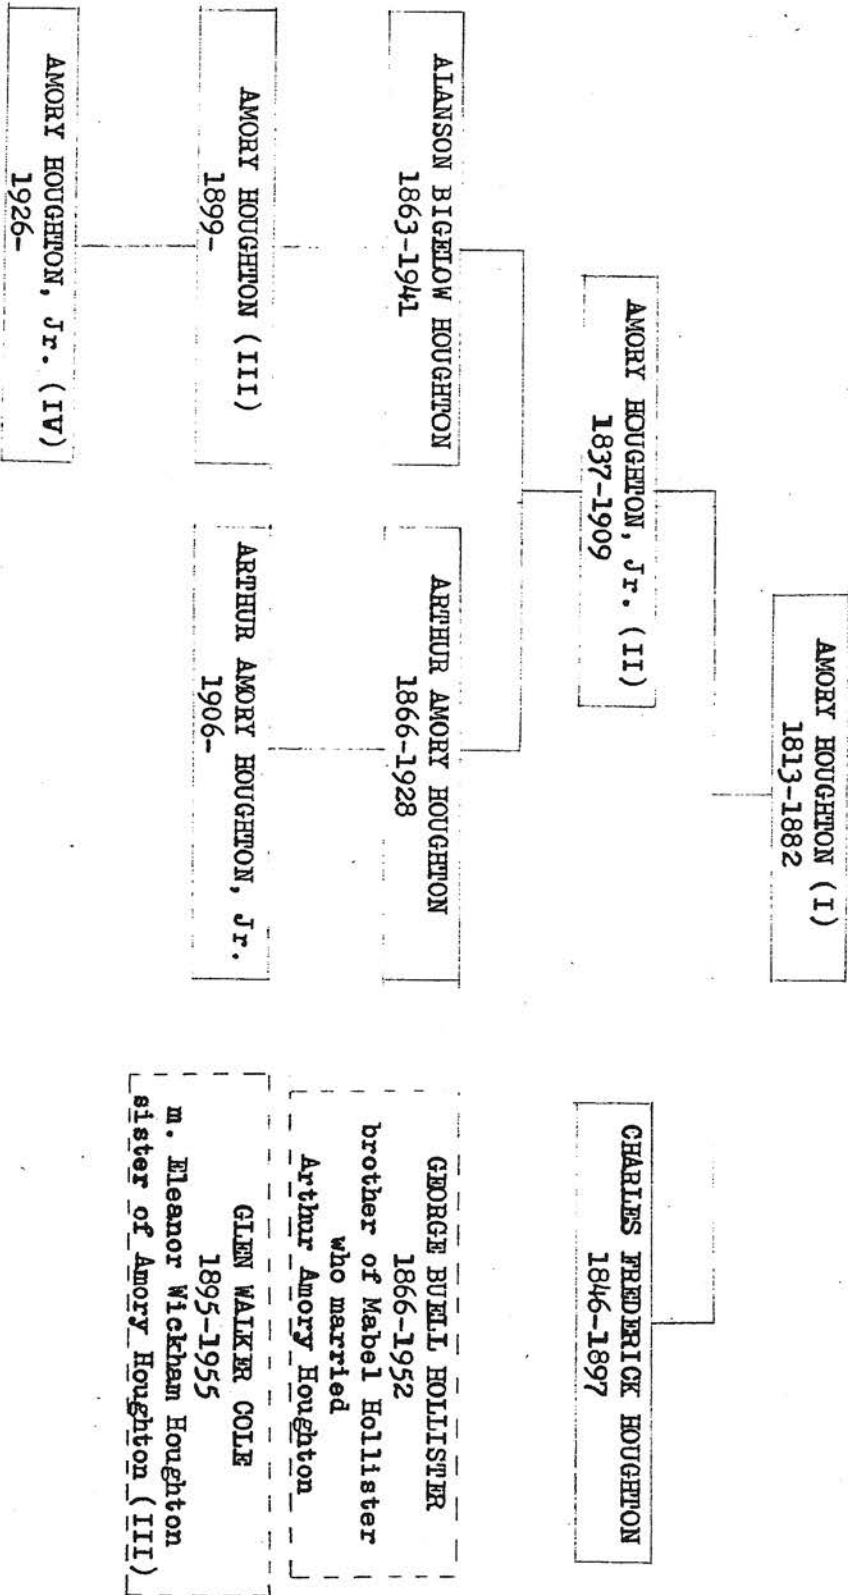 AMORY HOUGHTON (I)
1813-1882
AMORY HOUGHTON, Jr. (II)
1837-1909
CHARLES FREDERICK HOUGHTON
1846-1897
ALANSON BIGELOW HOUGHTON
1863-1941
ARTHUR AMORY HOUGHTON
1866-1928
GEORGE BUELL HOLLISTER
1866-1952
brother of Mabel Hollister
who married
Arthur Amory Houghton
AMORY HOUGHTON (III)
1899-
ARTHUR AMORY HOUGHTON, Jr.
1906-
GLEN WALKER COLE
1895-1955
m. Eleanor Wickham Houghton
sister of Amory Houghton (III)
AMORY HOUGHTON, Jr. (IV)
1926-